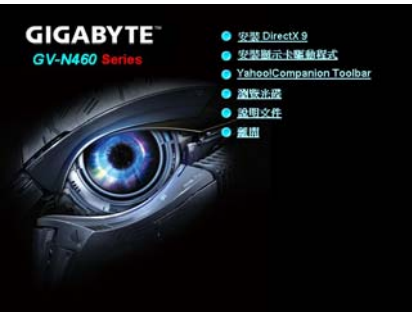 GIGABYTE™
GV-N460 Series
安裝 DirectX 9
安裝顯示卡驅動程式
Yahoo!Companion Toolbar
瀏覽光碟
說明文件
離開